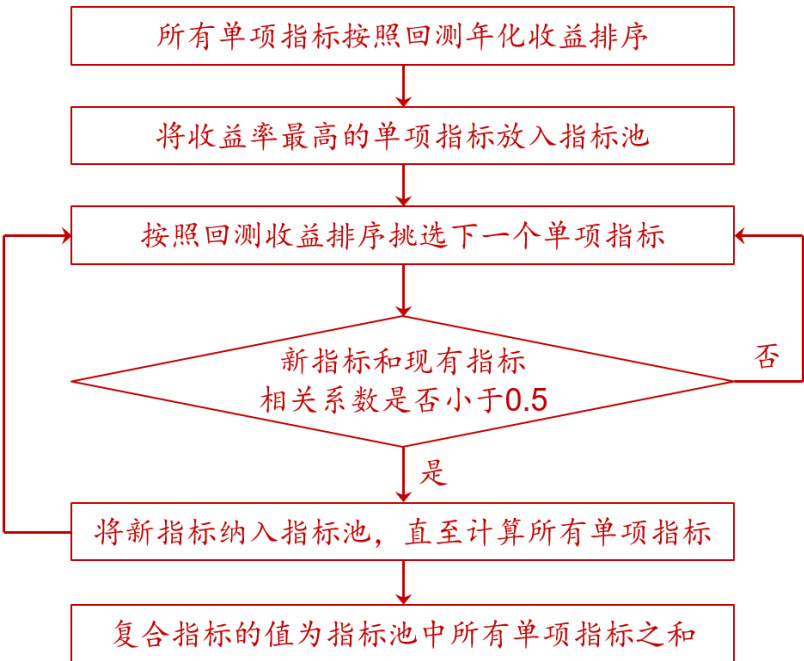 所有单项指标按照回测年化收益排序
将收益率最高的单项指标放入指标池
按照回测收益排序挑选下一个单项指标
新指标和现有指标
相关系数是否小于0.5
否
是
将新指标纳入指标池，直至计算所有单项指标
复合指标的值为指标池中所有单项指标之和